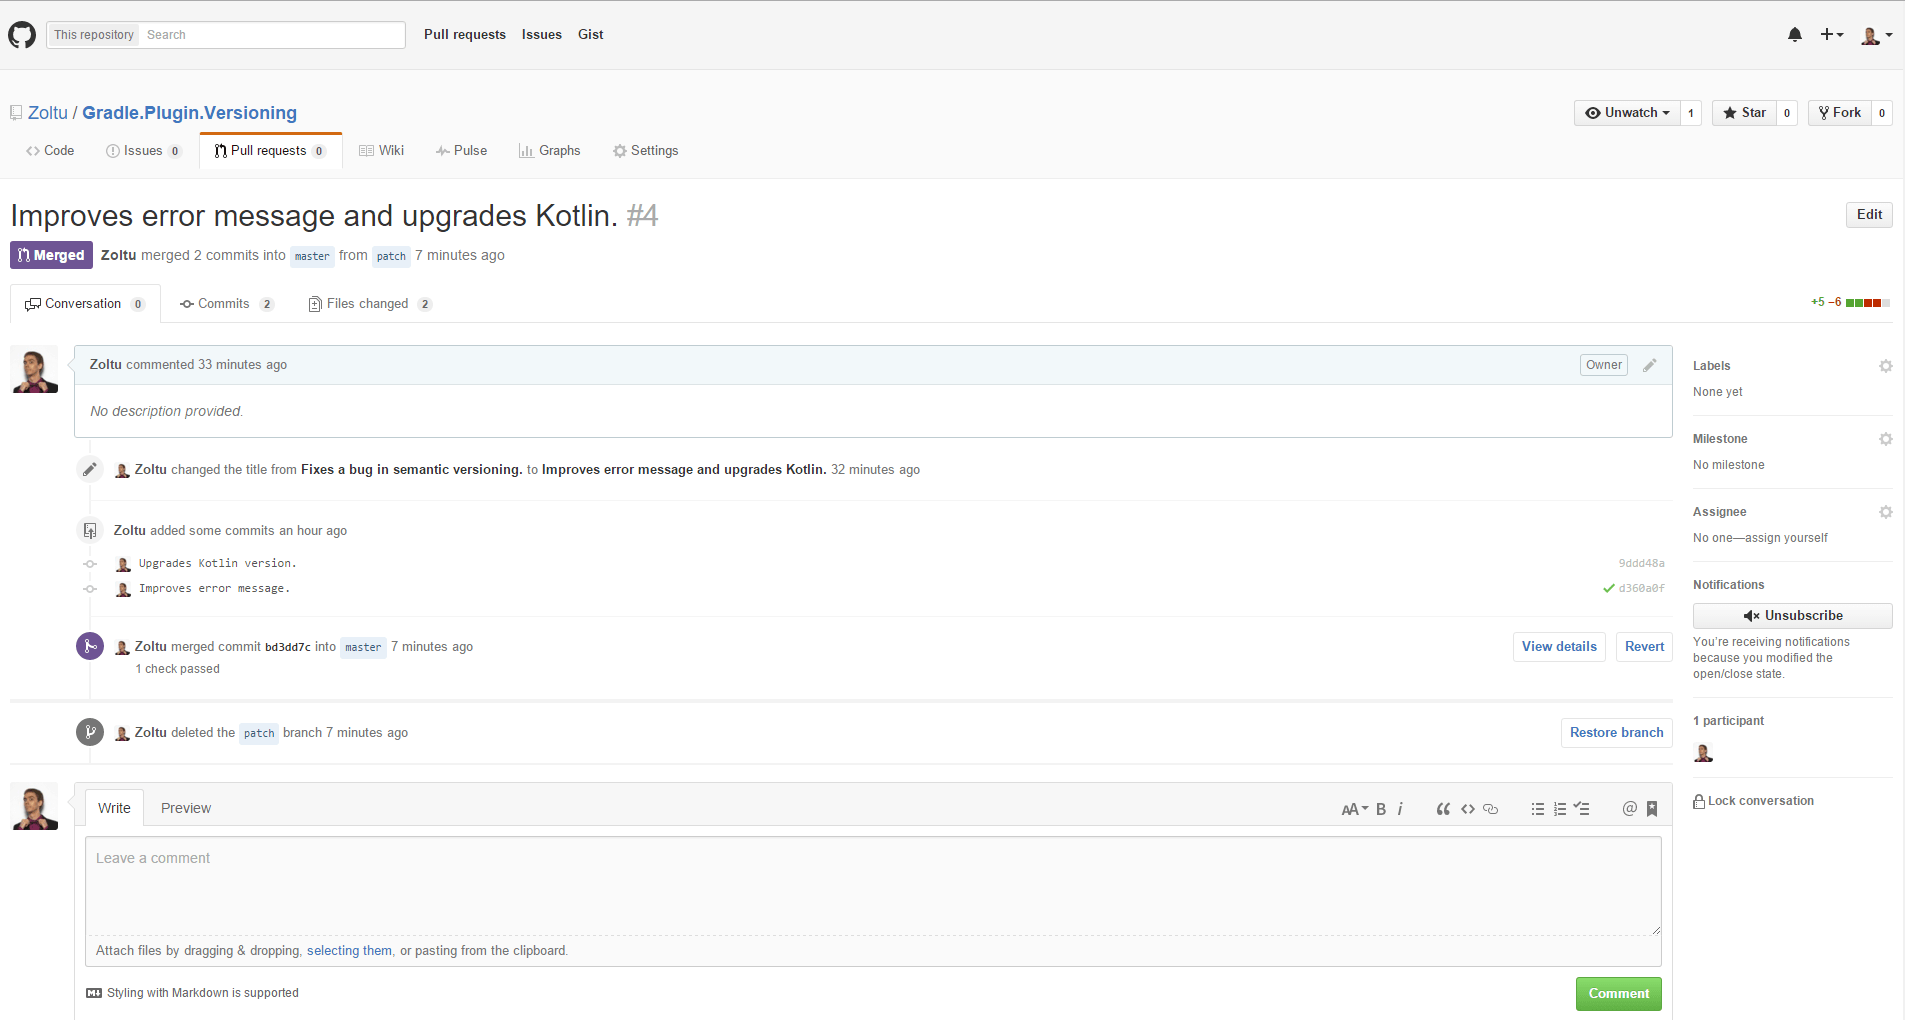 This repository Search Pull requests Issues Gist
Zoltu / Gradle.Plugin.Versioning Unwatch 1 Star 0 Fork 0
Code Issues 0 Pull requests 0 Wiki Pulse Graphs Settings
Improves error message and upgrades Kotlin. #4 Edit
Merged Zoltu merged 2 commits into master from patch 7 minutes ago
Conversation 0 Commits 2 Files changed 2 +5 −6
Zoltu commented 33 minutes ago Owner
No description provided.
Zoltu changed the title from Fixes a bug in semantic versioning. to Improves error message and upgrades Kotlin. 32 minutes ago
Zoltu added some commits an hour ago
Upgrades Kotlin version. 9ddd48a
Improves error message. d360a0f
Zoltu merged commit bd3dd7c into master 7 minutes ago View details Revert
1 check passed
Zoltu deleted the patch branch 7 minutes ago Restore branch
Write Preview AA B i @
Leave a comment
Attach files by dragging & dropping, selecting them, or pasting from the clipboard.
Styling with Markdown is supported Comment
Labels
None yet
Milestone
No milestone
Assignee
No one—assign yourself
Notifications
Unsubscribe
You're receiving notifications
because you modified the
open/close state.
1 participant
Lock conversation